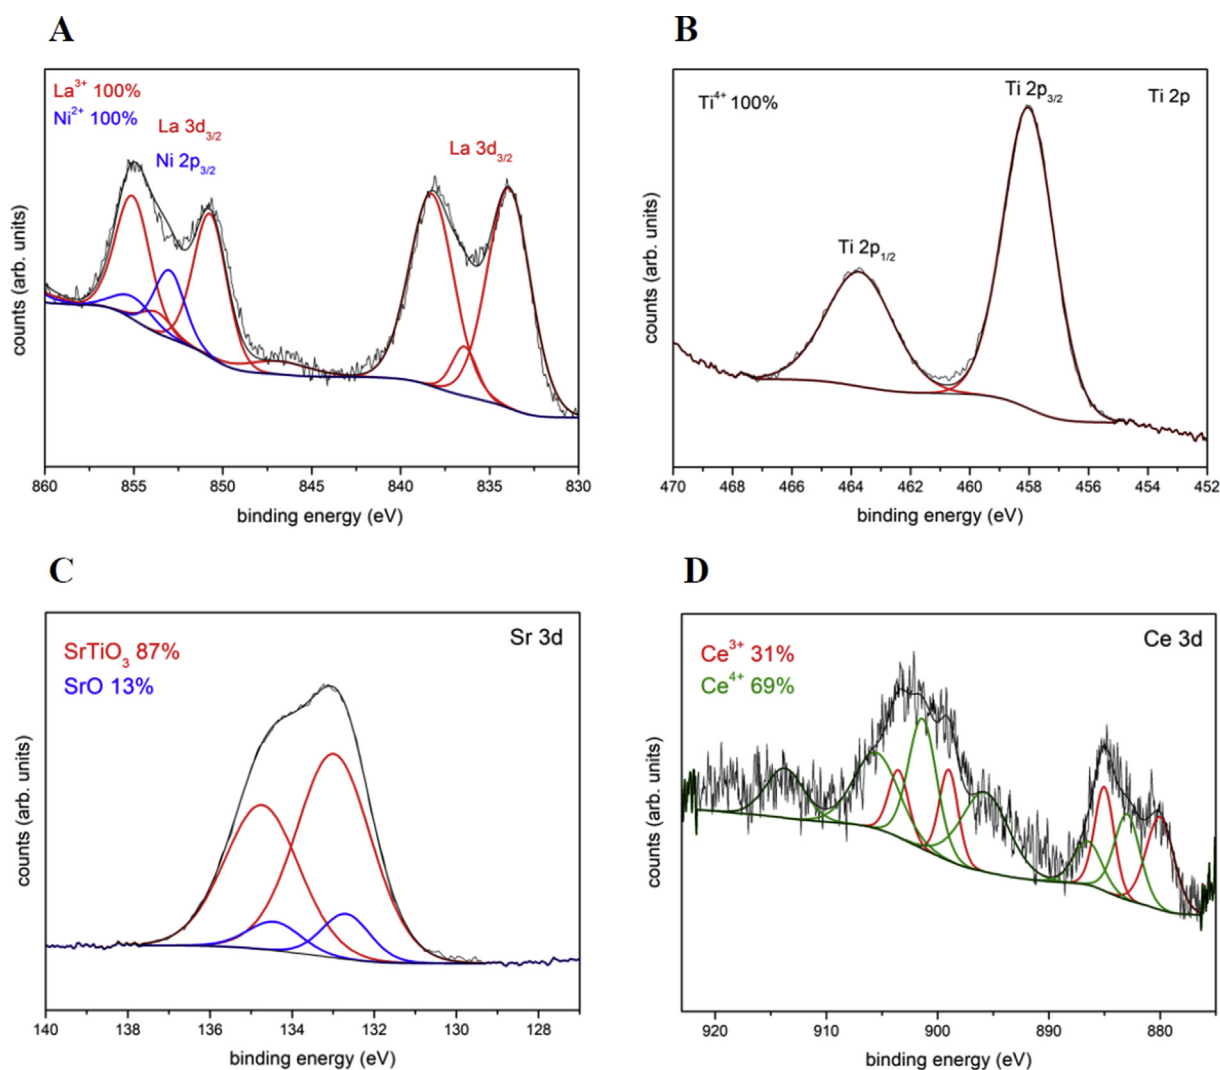 A
La³⁺ 100%
Ni²⁺ 100%
La 3d₃/₂
Ni 2p₃/₂
La 3d₃/₂
counts (arb. units)
860 855 850 845 840 835 830
binding energy (eV)
B
Ti⁴⁺ 100%
Ti 2p₃/₂
Ti 2p
Ti 2p₁/₂
counts (arb. units)
470 468 466 464 462 460 458 456 454 452
binding energy (eV)
C
SrTiO₃ 87%
SrO 13%
Sr 3d
counts (arb. units)
140 138 136 134 132 130 128
binding energy (eV)
D
Ce³⁺ 31%
Ce⁴⁺ 69%
Ce 3d
counts (arb. units)
920 910 900 890 880
binding energy (eV)